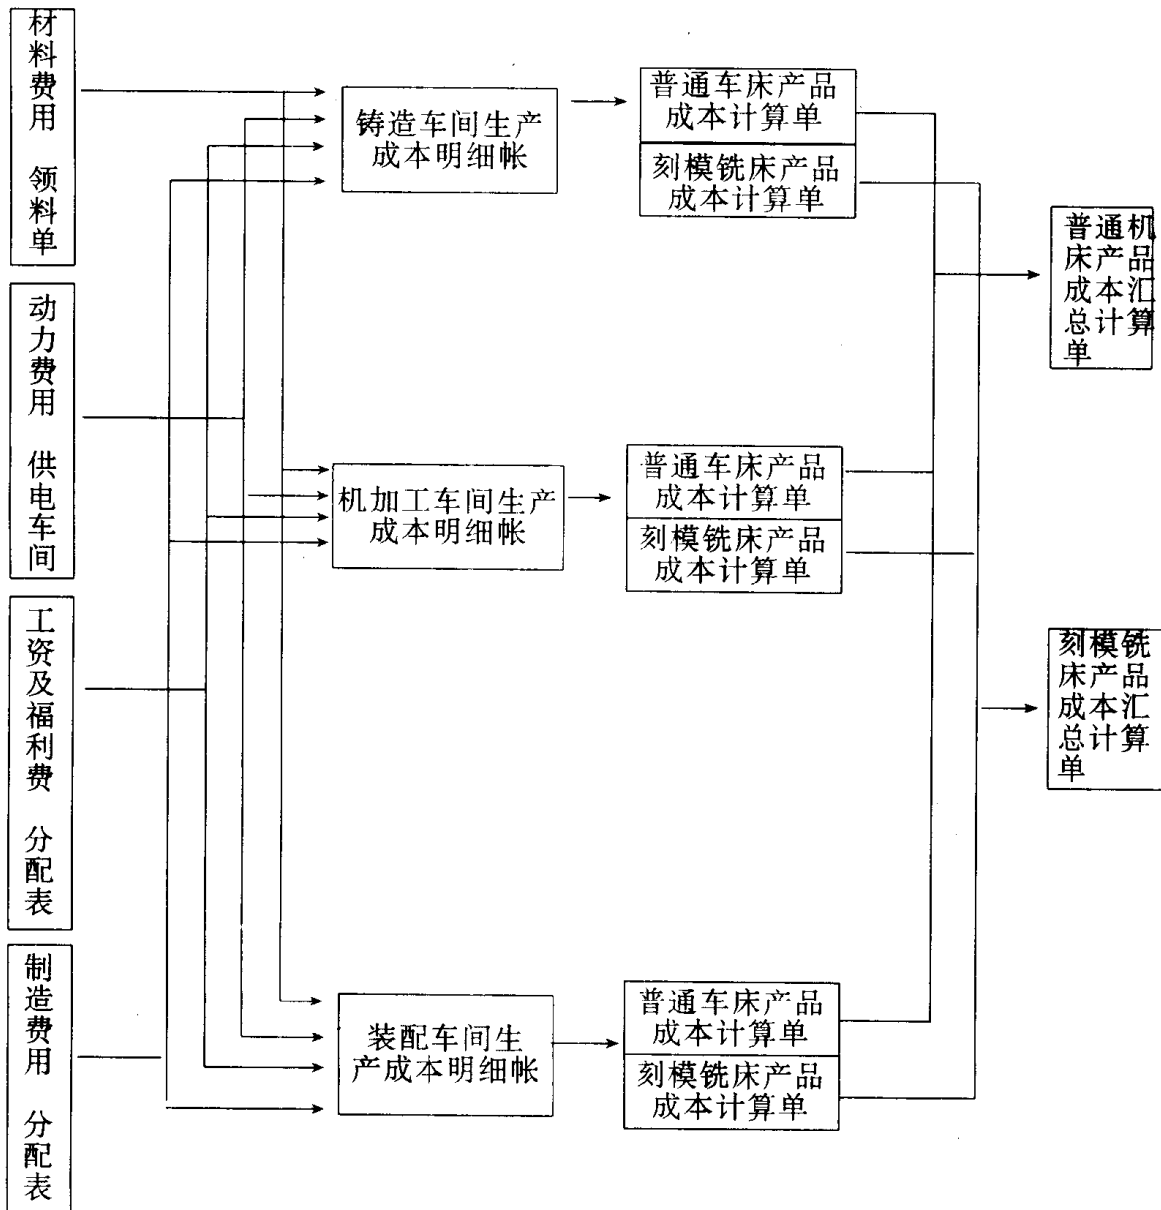 材料费用 领料单
动力费用 供电车间
工资及福利费 分配表
制造费用 分配表
铸造车间生产
成本明细帐
机加工车间生产
成本明细帐
装配车间生
产成本明细帐
普通车床产品
成本计算单
刻模铣床产品
成本计算单
普通车床产品
成本计算单
刻模铣床产品
成本计算单
普通车床产品
成本计算单
刻模铣床产品
成本计算单
普通机
床产品
成本汇
总计算
单
刻模铣
床产品
成本汇
总计算
单